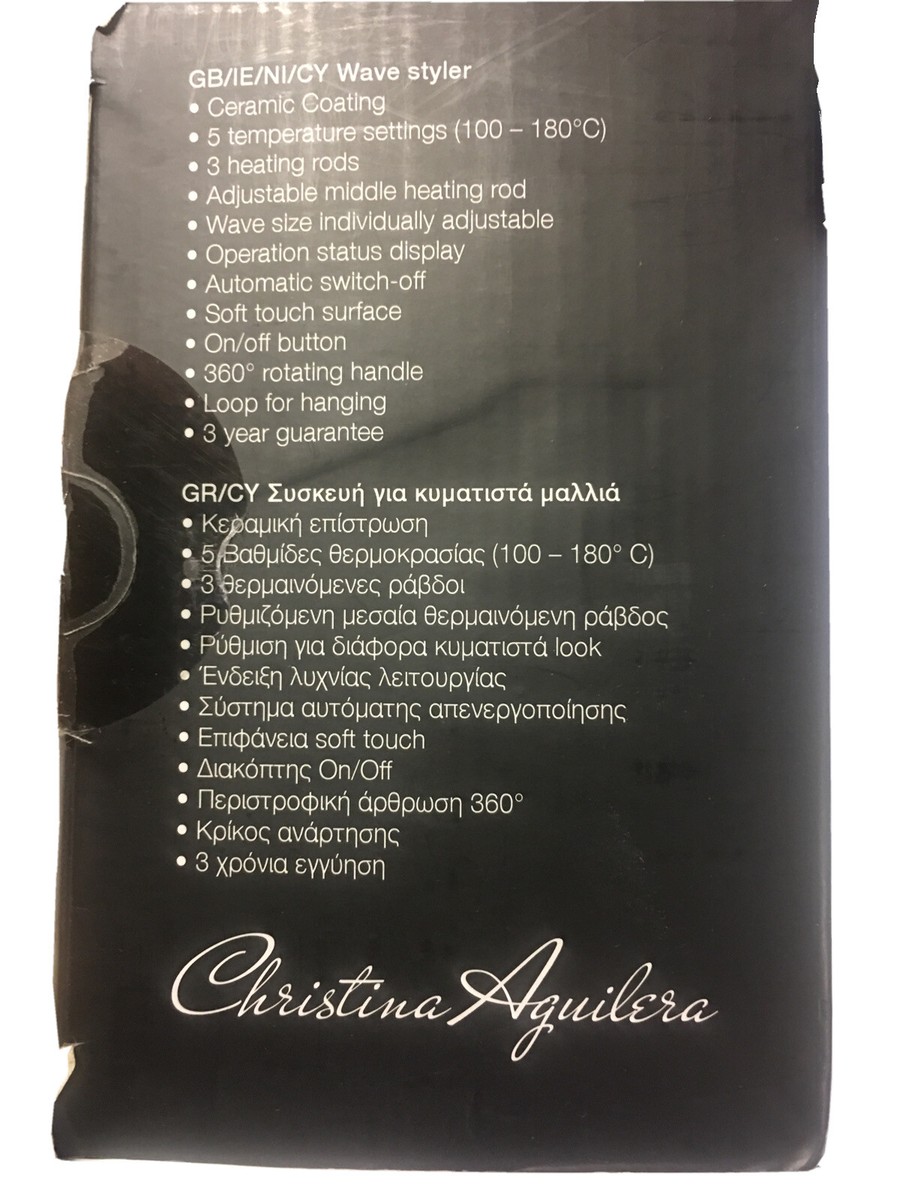 GB/IE/NI/CY Wave styler
• Ceramic Coating
• 5 temperature settings (100 – 180°C)
• 3 heating rods
• Adjustable middle heating rod
• Wave size individually adjustable
• Operation status display
• Automatic switch-off
• Soft touch surface
• On/off button
• 360° rotating handle
• Loop for hanging
• 3 year guarantee
GR/CY Συσκευή για κυματιστά μαλλιά
• Κεραμική επίστρωση
• 5 Βαθμίδες θερμοκρασίας (100 – 180° C)
• 3 θερμαινόμενες ράβδοι
• Ρυθμιζόμενη μεσαία θερμαινόμενη ράβδος
• Ρύθμιση για διάφορα κυματιστά look
• Ένδειξη λυχνίας λειτουργίας
• Σύστημα αυτόματης απενεργοποίησης
• Επιφάνεια soft touch
• Διακόπτης On/Off
• Περιστροφική άρθρωση 360°
• Κρίκος ανάρτησης
• 3 χρόνια εγγύηση
Christina Aguilera